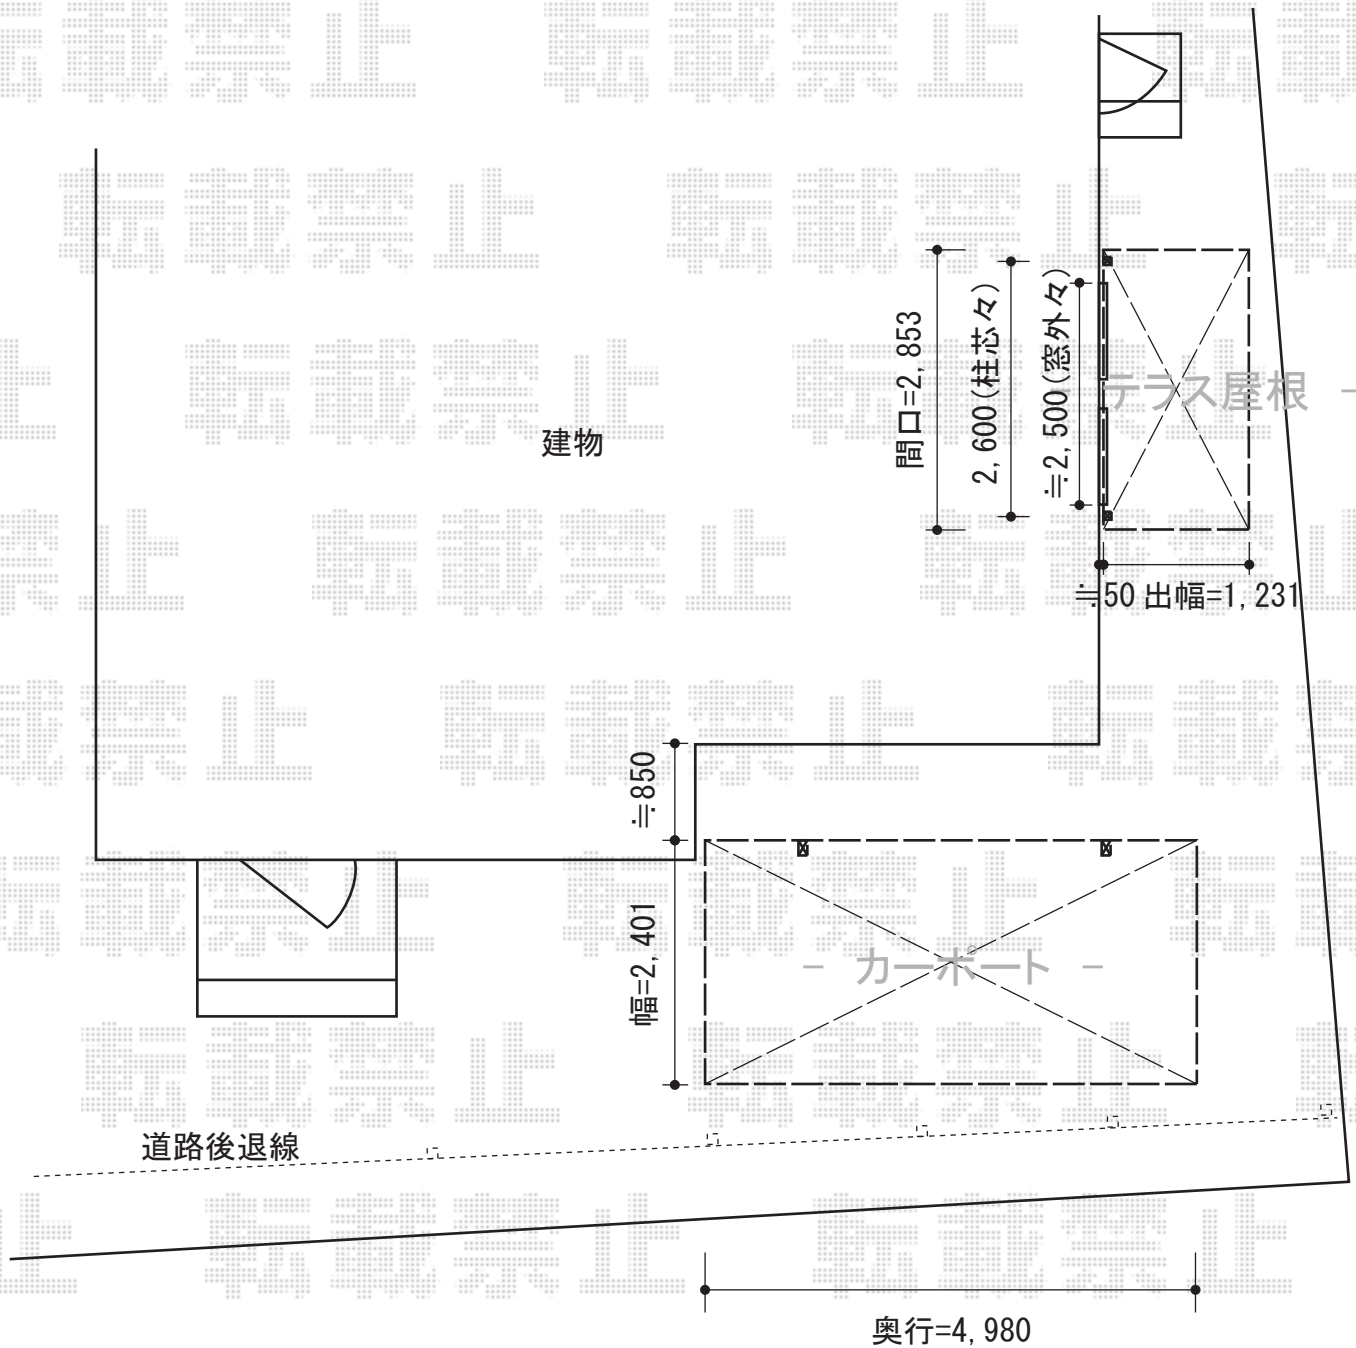 転載禁止
間口=2,853
2,600(柱芯々)
≒2,500(窓外々)
- テラス屋根 -
建物
≒50 出幅=1,231
≒850
幅=2,401
- カーポート -
道路後退線
奥行=4,980